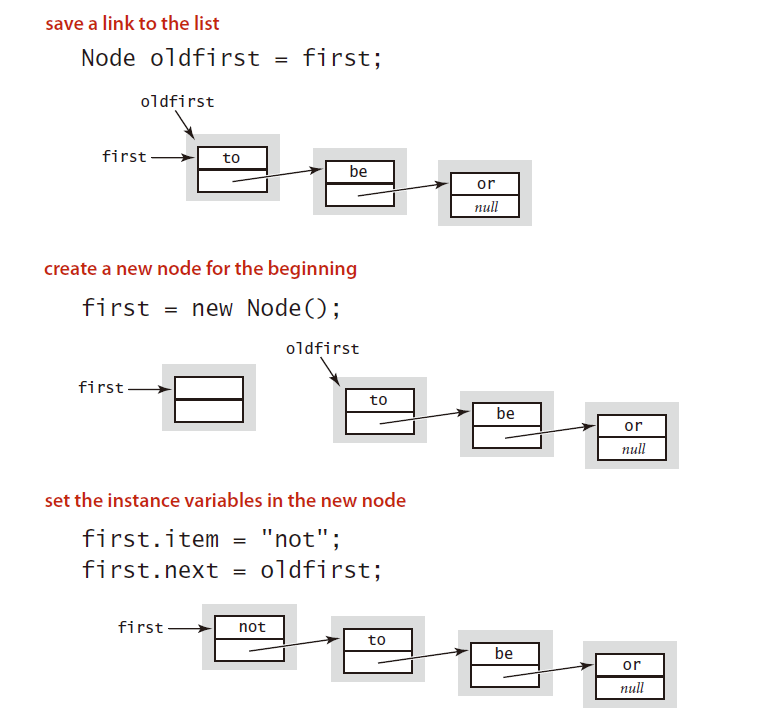 save a link to the list
Node oldfirst = first;
oldfirst
first
to
be
or
null
create a new node for the beginning
first = new Node();
oldfirst
first
to
be
or
null
set the instance variables in the new node
first.item = "not";
first.next = oldfirst;
first
not
to
be
or
null